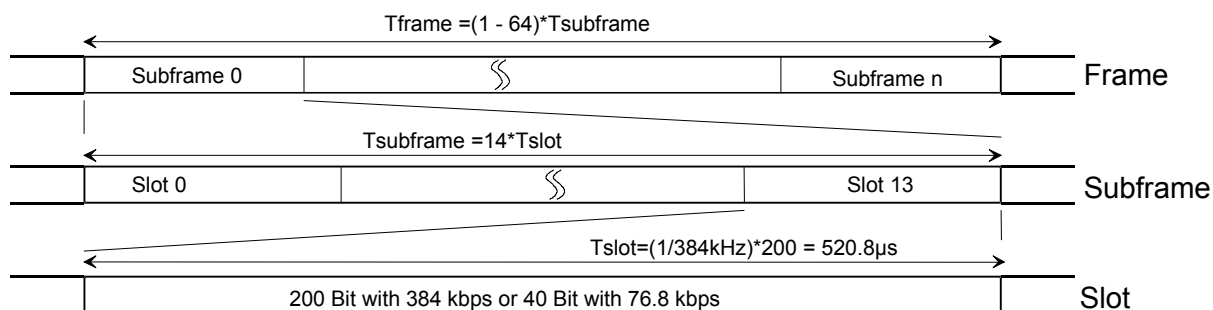 Tframe =(1 - 64)*Tsubframe
Subframe 0
Subframe n
Frame
Tsubframe =14*Tslot
Slot 0
Slot 13
Subframe
Tslot=(1/384kHz)*200 = 520.8µs
200 Bit with 384 kbps or 40 Bit with 76.8 kbps
Slot